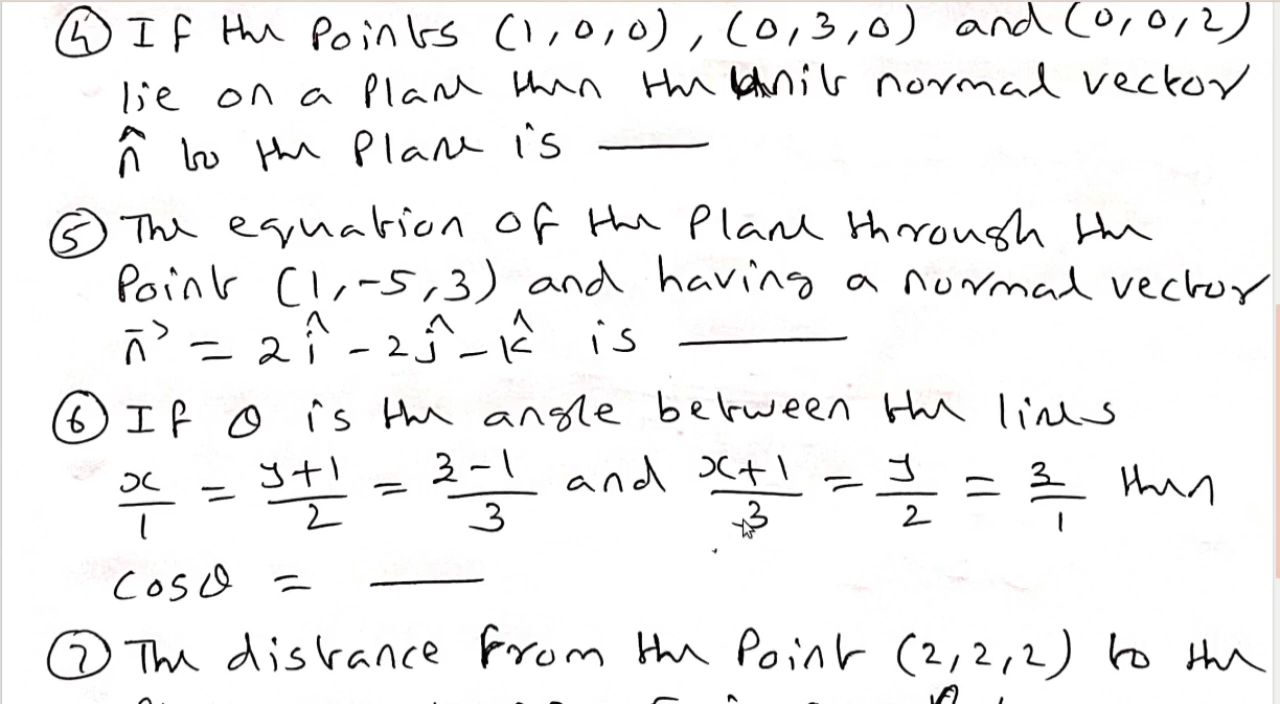 ④ If the Points (1,0,0), (0,3,0) and (0,0,2)
lie on a Plane then the unit normal vector
n̂ to the Plane is ____
⑤ The equation of the Plane through the
Point (1,-5,3) and having a normal vector
n⃗ = 2î - 2ĵ - k̂ is ____
⑥ If θ is the angle between the lines
x/1 = y+1/2 = z-1/3 and x+1/3 = y/2 = z/1 then
cosθ = ____
⑦ The distance from the Point (2,2,2) to the